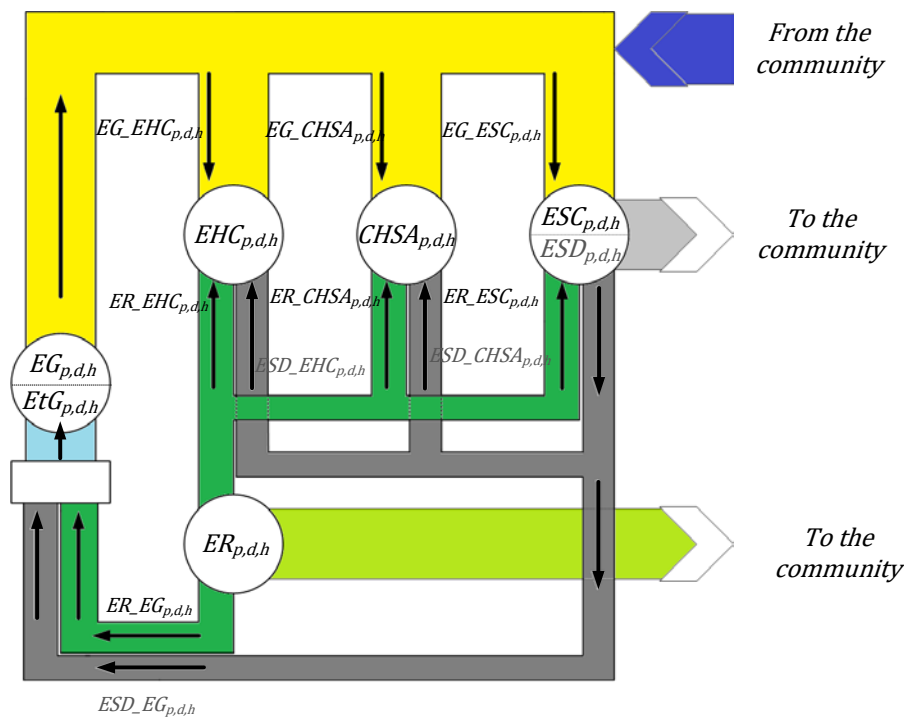 From the
community
EG_EHCp,d,h
EG_CHSAp,d,h
EG_ESCp,d,h
EHCp,d,h
CHSAp,d,h
ESCp,d,h
ESDp,d,h
To the
community
ER_EHCp,d,h
ER_CHSAp,d,h
ER_ESCp,d,h
ESD_EHCp,d,h
ESD_CHSAp,d,h
EGp,d,h
EtGp,d,h
ERp,d,h
To the
community
ER_EGp,d,h
ESD_EGp,d,h